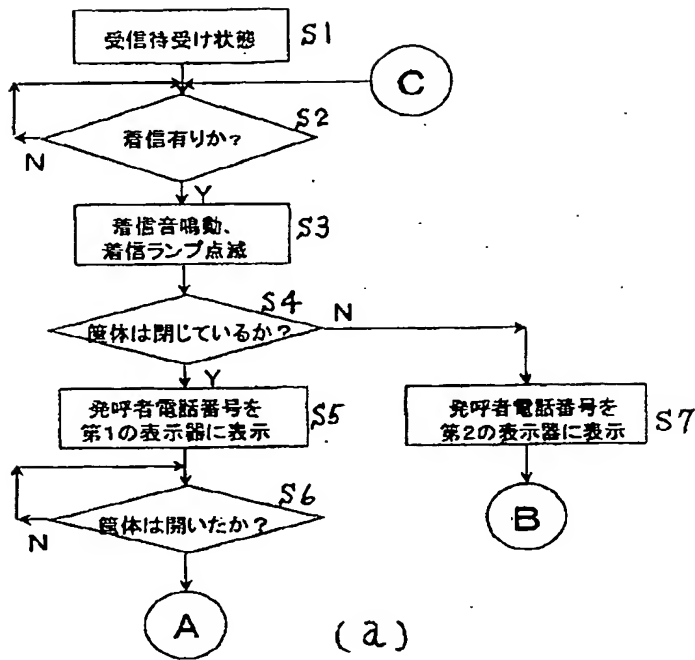 受信待受け状態 S1
C
着信有りか? S2
N
Y
着信音鳴動、
着信ランプ点滅
S3
筐体は閉じているか? S4
N
Y
発呼者電話番号を
第1の表示器に表示
S5
発呼者電話番号を
第2の表示器に表示
S7
筐体は開いたか? S6
N
B
A
(a)